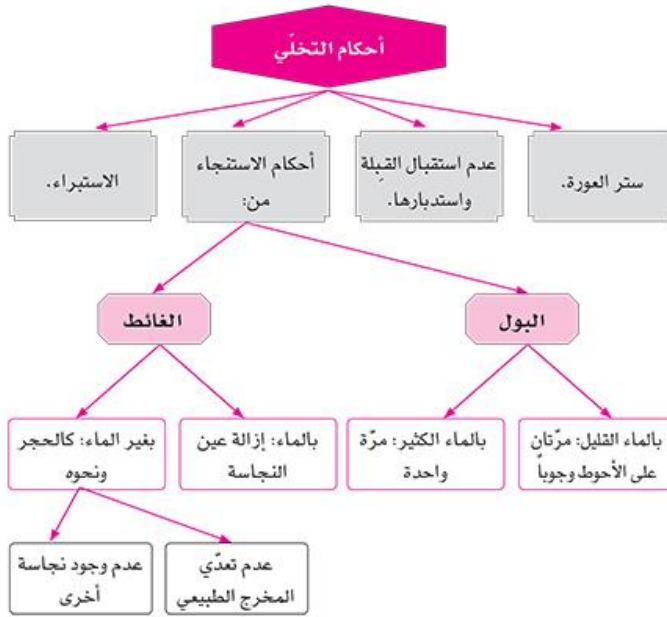 أحكام التخلّي
ستر العورة.
عدم استقبال القِبلة
واستدبارها.
أحكام الاستنجاء
من:
الاستبراء.
البول
الغائط
بالماء القليل: مرّتان
على الأحوط وجوباً
بالماء الكثير: مرّة
واحدة
بالماء: إزالة عين
النجاسة
بغير الماء: كالحجر
ونحوه
عدم تعدّي
المخرج الطبيعي
عدم وجود نجاسة
أخرى